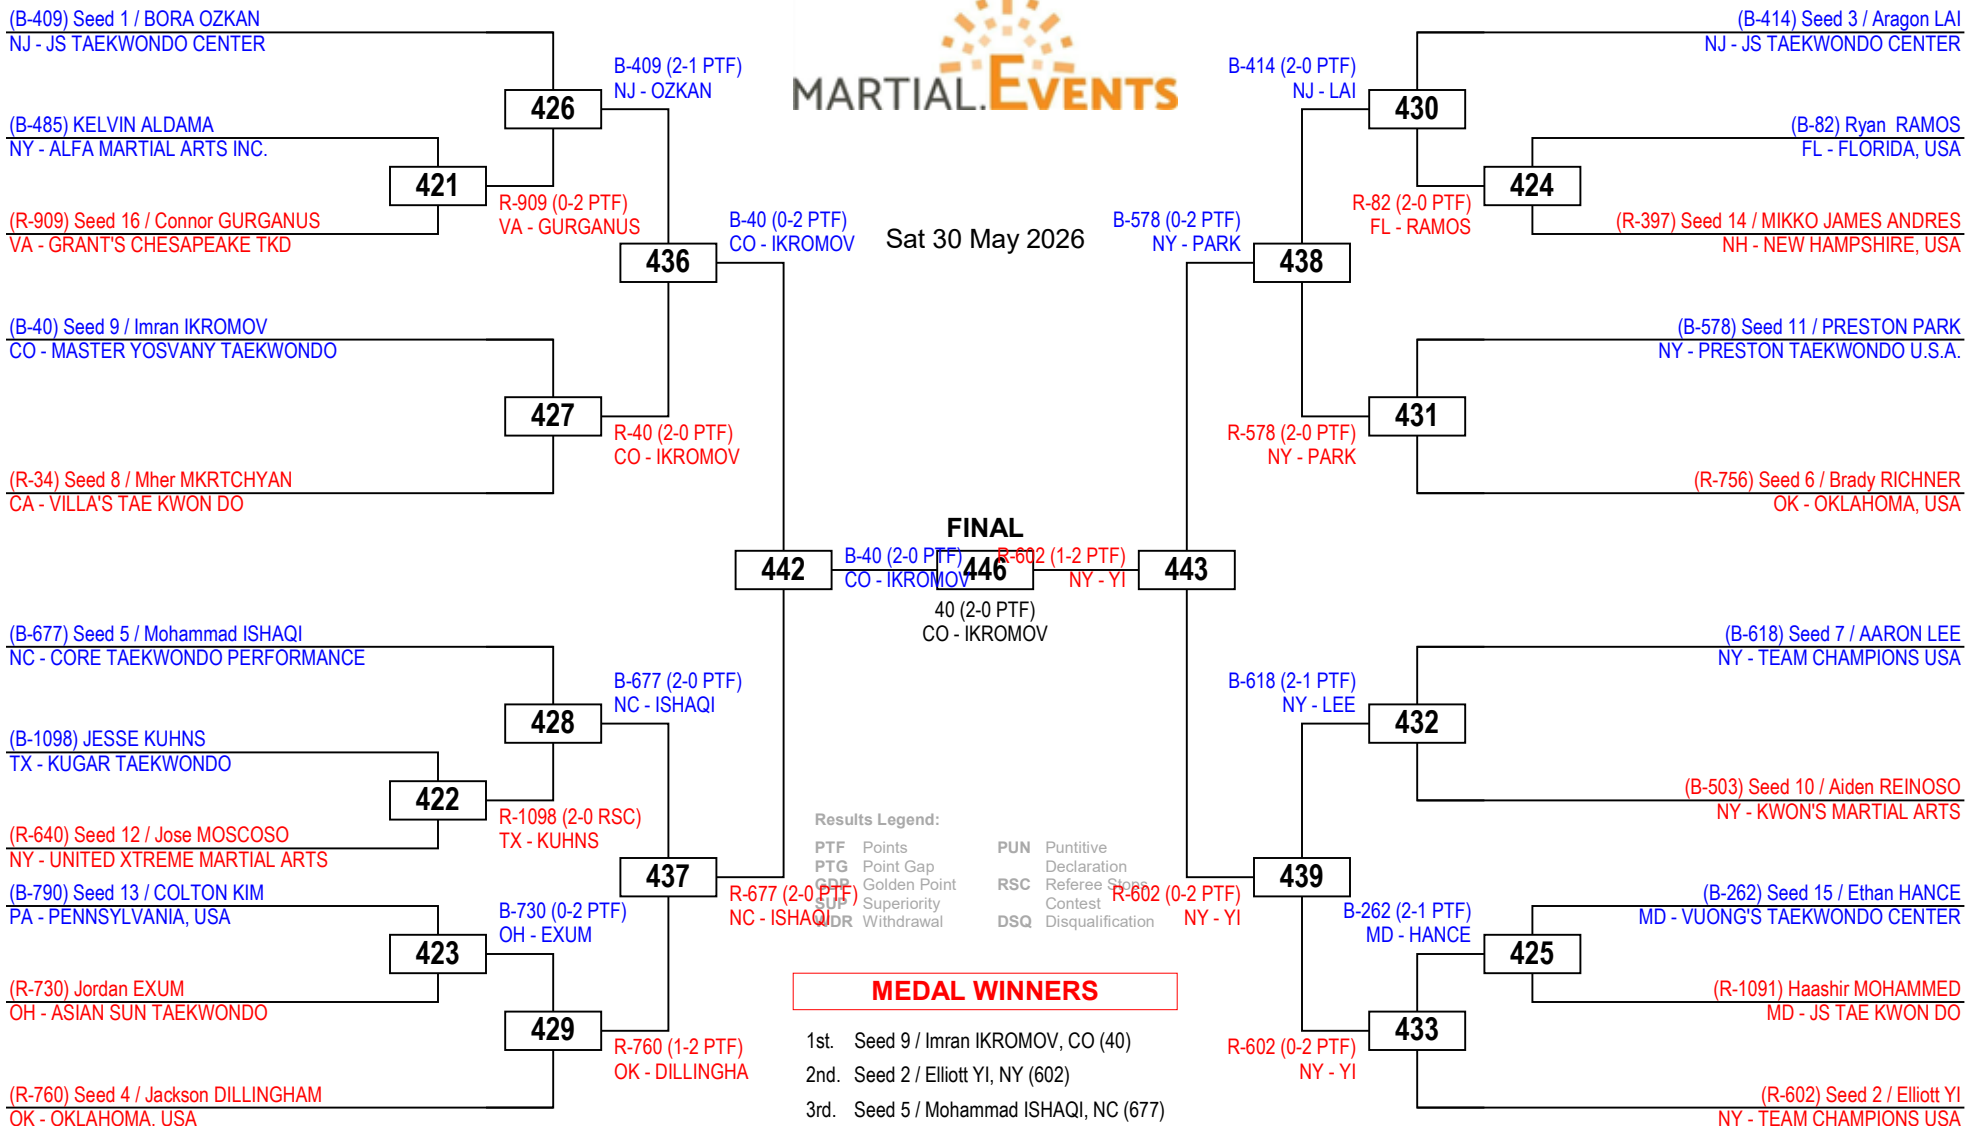 (B-409) Seed 1 / BORA OZKAN
NJ - JS TAEKWONDO CENTER
B-409 (2-1 PTF)
NJ - OZKAN
426
(B-485) KELVIN ALDAMA
NY - ALFA MARTIAL ARTS INC.
421
R-909 (0-2 PTF)
VA - GURGANUS
(R-909) Seed 16 / Connor GURGANUS
VA - GRANT'S CHESAPEAKE TKD
436
B-40 (0-2 PTF)
CO - IKROMOV
(B-40) Seed 9 / Imran IKROMOV
CO - MASTER YOSVANY TAEKWONDO
427
R-40 (2-0 PTF)
CO - IKROMOV
(R-34) Seed 8 / Mher MKRTCHYAN
CA - VILLA'S TAE KWON DO
442
B-40 (2-0 PTF)
CO - IKROMOV
(B-677) Seed 5 / Mohammad ISHAQI
NC - CORE TAEKWONDO PERFORMANCE
B-677 (2-0 PTF)
NC - ISHAQI
428
(B-1098) JESSE KUHNS
TX - KUGAR TAEKWONDO
422
R-1098 (2-0 RSC)
TX - KUHNS
(R-640) Seed 12 / Jose MOSCOSO
NY - UNITED XTREME MARTIAL ARTS
437
R-677 (2-0 PTF)
NC - ISHAQI
(B-790) Seed 13 / COLTON KIM
PA - PENNSYLVANIA, USA
B-730 (0-2 PTF)
OH - EXUM
423
(R-730) Jordan EXUM
OH - ASIAN SUN TAEKWONDO
429
R-760 (1-2 PTF)
OK - DILLINGHA
(R-760) Seed 4 / Jackson DILLINGHAM
OK - OKLAHOMA, USA
MARTIAL.EVENTS
Sat 30 May 2026
FINAL
446
40 (2-0 PTF)
CO - IKROMOV
Results Legend:
PTF Points
PTG Point Gap
GDP Golden Point
SUP Superiority
WDR Withdrawal
PUN Puntitive
Declaration
RSC Referee Stops
Contest
DSQ Disqualification
MEDAL WINNERS
1st. Seed 9 / Imran IKROMOV, CO (40)
2nd. Seed 2 / Elliott YI, NY (602)
3rd. Seed 5 / Mohammad ISHAQI, NC (677)
(B-414) Seed 3 / Aragon LAI
NJ - JS TAEKWONDO CENTER
B-414 (2-0 PTF)
NJ - LAI
430
(B-82) Ryan RAMOS
FL - FLORIDA, USA
424
R-82 (2-0 PTF)
FL - RAMOS
(R-397) Seed 14 / MIKKO JAMES ANDRES
NH - NEW HAMPSHIRE, USA
B-578 (0-2 PTF)
NY - PARK
438
(B-578) Seed 11 / PRESTON PARK
NY - PRESTON TAEKWONDO U.S.A.
431
R-578 (2-0 PTF)
NY - PARK
(R-756) Seed 6 / Brady RICHNER
OK - OKLAHOMA, USA
R-602 (1-2 PTF)
NY - YI
443
(B-618) Seed 7 / AARON LEE
NY - TEAM CHAMPIONS USA
B-618 (2-1 PTF)
NY - LEE
432
(B-503) Seed 10 / Aiden REINOSO
NY - KWON'S MARTIAL ARTS
439
R-602 (0-2 PTF)
NY - YI
(B-262) Seed 15 / Ethan HANCE
MD - VUONG'S TAEKWONDO CENTER
B-262 (2-1 PTF)
MD - HANCE
425
(R-1091) Haashir MOHAMMED
MD - JS TAE KWON DO
433
R-602 (0-2 PTF)
NY - YI
(R-602) Seed 2 / Elliott YI
NY - TEAM CHAMPIONS USA